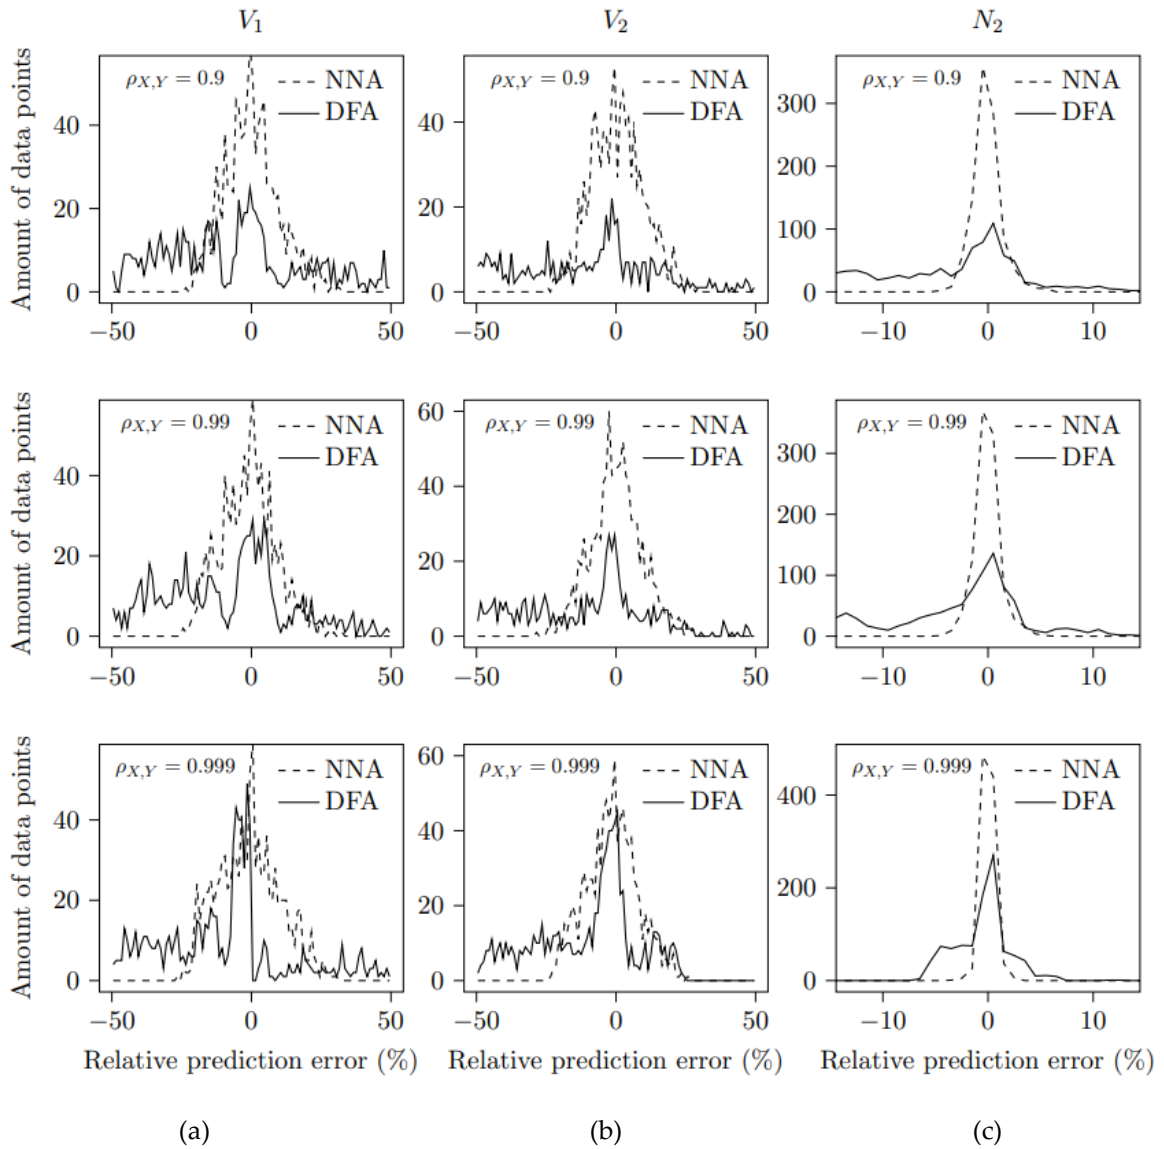 V₁ V₂ N₂
Amount of data points
ρX,Y = 0.9
NNA
DFA
40
20
0
−50 0 50
ρX,Y = 0.9
NNA
DFA
40
20
0
−50 0 50
ρX,Y = 0.9
NNA
DFA
300
200
100
0
−10 0 10
Amount of data points
ρX,Y = 0.99
NNA
DFA
40
20
0
−50 0 50
ρX,Y = 0.99
NNA
DFA
60
40
20
0
−50 0 50
ρX,Y = 0.99
NNA
DFA
300
200
100
0
−10 0 10
Amount of data points
ρX,Y = 0.999
NNA
DFA
40
20
0
−50 0 50
Relative prediction error (%)
ρX,Y = 0.999
NNA
DFA
60
40
20
0
−50 0 50
Relative prediction error (%)
ρX,Y = 0.999
NNA
DFA
400
200
0
−10 0 10
Relative prediction error (%)
(a) (b) (c)